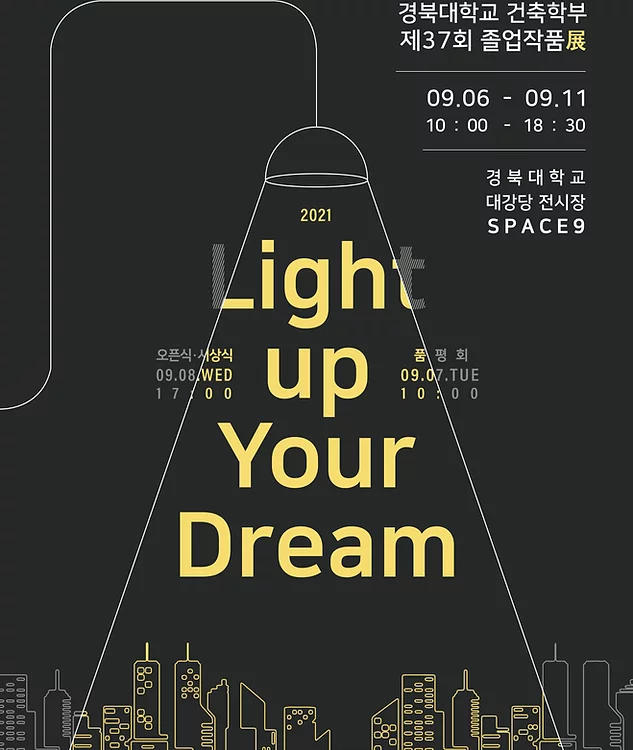 경북대학교 건축학부
제37회 졸업작품展
09.06 - 09.11
10 : 00 - 18 : 30
경북대학교
대강당 전시장
SPACE9
2021
Light
up
Your
Dream
오픈식·시상식
09.08.WED
17:00
품평회
09.07.TUE
10:00